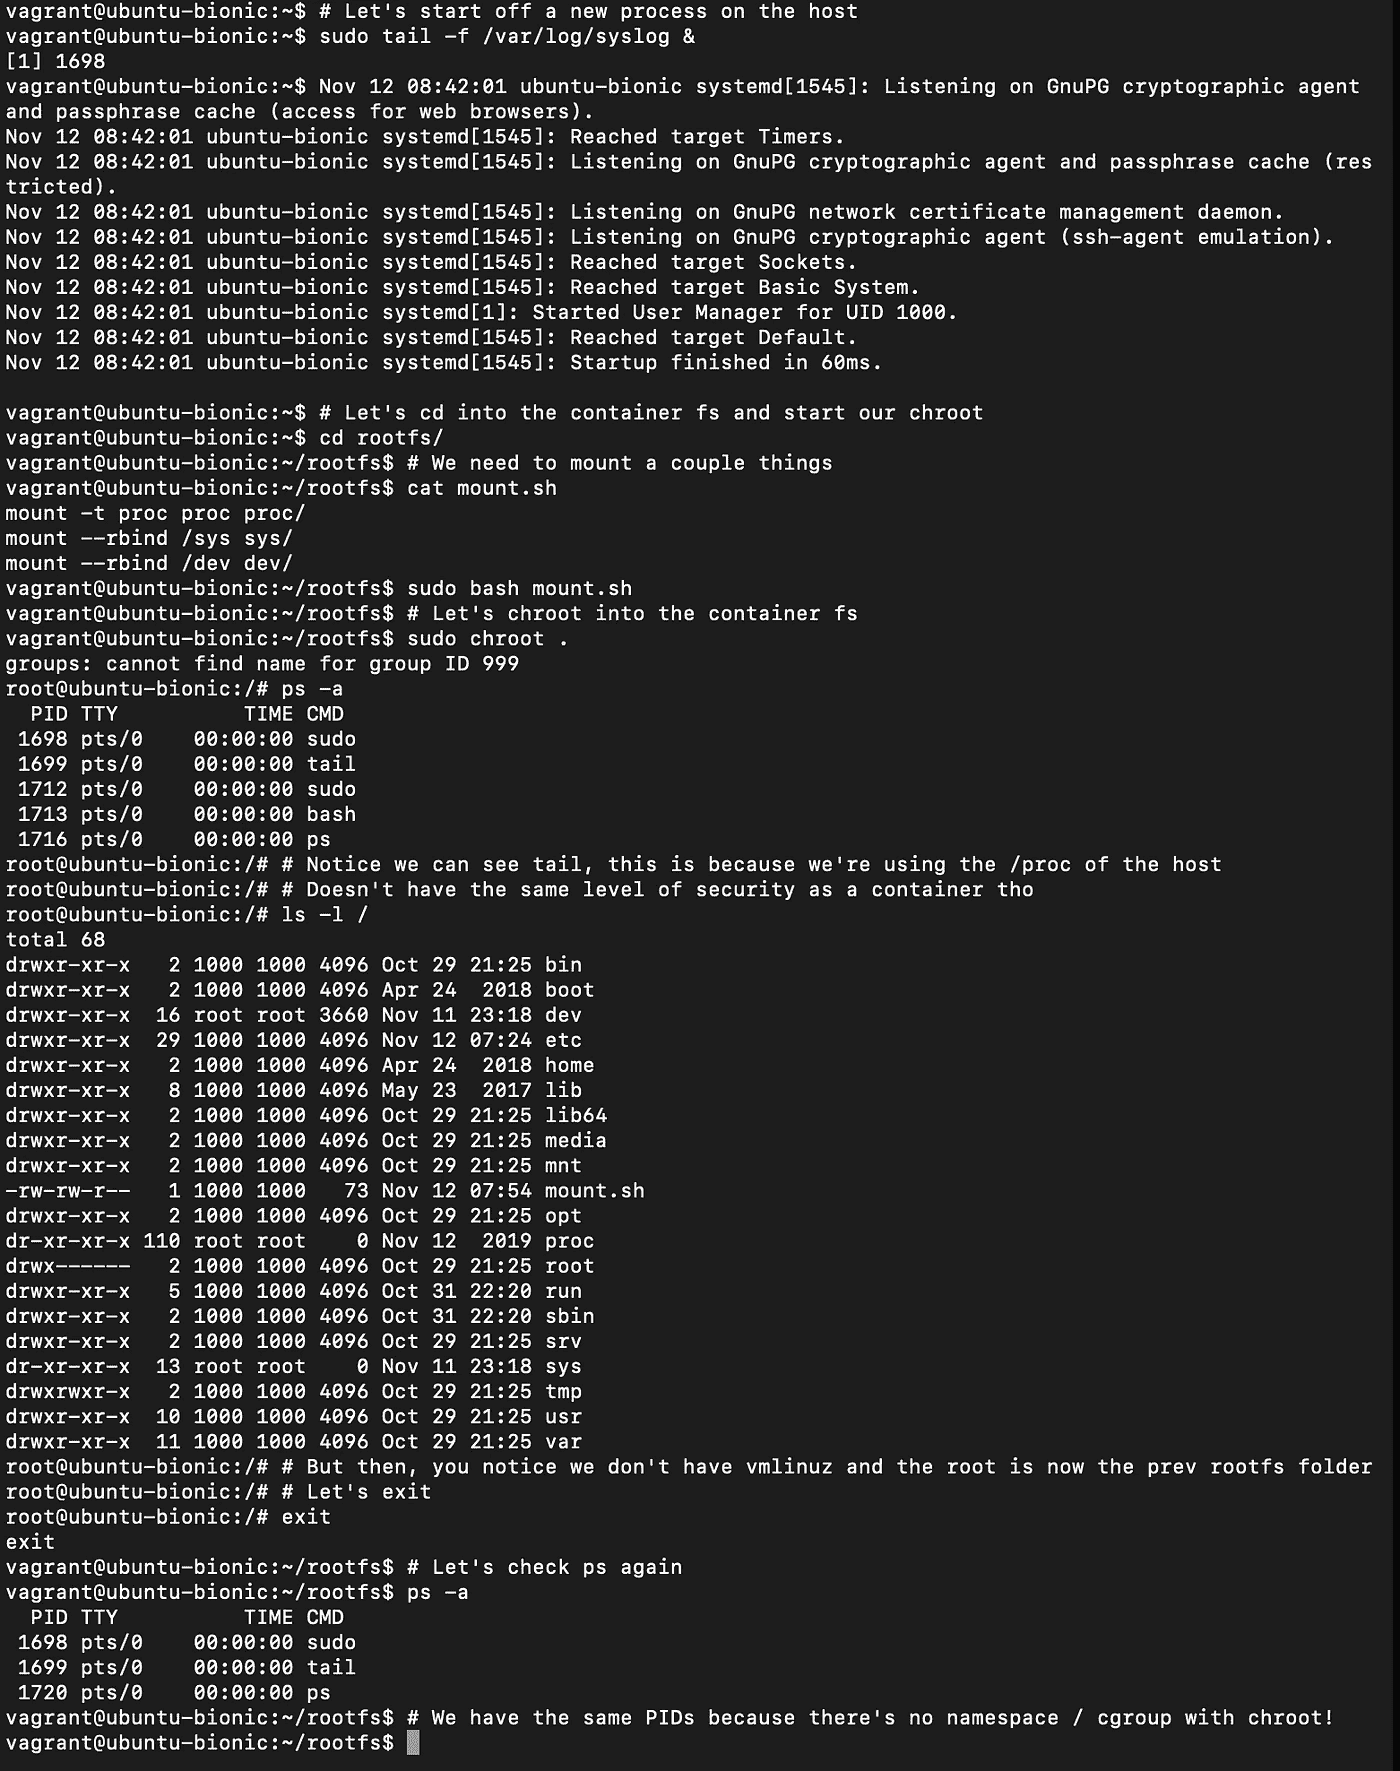 vagrant@ubuntu-bionic:~$ # Let's start off a new process on the host
vagrant@ubuntu-bionic:~$ sudo tail -f /var/log/syslog &
[1] 1698
vagrant@ubuntu-bionic:~$ Nov 12 08:42:01 ubuntu-bionic systemd[1545]: Listening on GnuPG cryptographic agent
and passphrase cache (access for web browsers).
Nov 12 08:42:01 ubuntu-bionic systemd[1545]: Reached target Timers.
Nov 12 08:42:01 ubuntu-bionic systemd[1545]: Listening on GnuPG cryptographic agent and passphrase cache (res
tricted).
Nov 12 08:42:01 ubuntu-bionic systemd[1545]: Listening on GnuPG network certificate management daemon.
Nov 12 08:42:01 ubuntu-bionic systemd[1545]: Listening on GnuPG cryptographic agent (ssh-agent emulation).
Nov 12 08:42:01 ubuntu-bionic systemd[1545]: Reached target Sockets.
Nov 12 08:42:01 ubuntu-bionic systemd[1545]: Reached target Basic System.
Nov 12 08:42:01 ubuntu-bionic systemd[1]: Started User Manager for UID 1000.
Nov 12 08:42:01 ubuntu-bionic systemd[1545]: Reached target Default.
Nov 12 08:42:01 ubuntu-bionic systemd[1545]: Startup finished in 60ms.

vagrant@ubuntu-bionic:~$ # Let's cd into the container fs and start our chroot
vagrant@ubuntu-bionic:~$ cd rootfs/
vagrant@ubuntu-bionic:~/rootfs$ # We need to mount a couple things
vagrant@ubuntu-bionic:~/rootfs$ cat mount.sh
mount -t proc proc proc/
mount --rbind /sys sys/
mount --rbind /dev dev/
vagrant@ubuntu-bionic:~/rootfs$ sudo bash mount.sh
vagrant@ubuntu-bionic:~/rootfs$ # Let's chroot into the container fs
vagrant@ubuntu-bionic:~/rootfs$ sudo chroot .
groups: cannot find name for group ID 999
root@ubuntu-bionic:/# ps -a
  PID TTY          TIME CMD
 1698 pts/0    00:00:00 sudo
 1699 pts/0    00:00:00 tail
 1712 pts/0    00:00:00 sudo
 1713 pts/0    00:00:00 bash
 1716 pts/0    00:00:00 ps
root@ubuntu-bionic:/# # Notice we can see tail, this is because we're using the /proc of the host
root@ubuntu-bionic:/# # Doesn't have the same level of security as a container tho
root@ubuntu-bionic:/# ls -l /
total 68
drwxr-xr-x   2 1000 1000 4096 Oct 29 21:25 bin
drwxr-xr-x   2 1000 1000 4096 Apr 24  2018 boot
drwxr-xr-x  16 root root 3660 Nov 11 23:18 dev
drwxr-xr-x  29 1000 1000 4096 Nov 12 07:24 etc
drwxr-xr-x   2 1000 1000 4096 Apr 24  2018 home
drwxr-xr-x   8 1000 1000 4096 May 23  2017 lib
drwxr-xr-x   2 1000 1000 4096 Oct 29 21:25 lib64
drwxr-xr-x   2 1000 1000 4096 Oct 29 21:25 media
drwxr-xr-x   2 1000 1000 4096 Oct 29 21:25 mnt
-rw-rw-r--   1 1000 1000   73 Nov 12 07:54 mount.sh
drwxr-xr-x   2 1000 1000 4096 Oct 29 21:25 opt
dr-xr-xr-x 110 root root    0 Nov 12  2019 proc
drwx------   2 1000 1000 4096 Oct 29 21:25 root
drwxr-xr-x   5 1000 1000 4096 Oct 31 22:20 run
drwxr-xr-x   2 1000 1000 4096 Oct 31 22:20 sbin
drwxr-xr-x   2 1000 1000 4096 Oct 29 21:25 srv
dr-xr-xr-x  13 root root    0 Nov 11 23:18 sys
drwxrwxr-x   2 1000 1000 4096 Oct 29 21:25 tmp
drwxr-xr-x  10 1000 1000 4096 Oct 29 21:25 usr
drwxr-xr-x  11 1000 1000 4096 Oct 29 21:25 var
root@ubuntu-bionic:/# # But then, you notice we don't have vmlinuz and the root is now the prev rootfs folder
root@ubuntu-bionic:/# # Let's exit
root@ubuntu-bionic:/# exit
exit
vagrant@ubuntu-bionic:~/rootfs$ # Let's check ps again
vagrant@ubuntu-bionic:~/rootfs$ ps -a
  PID TTY          TIME CMD
 1698 pts/0    00:00:00 sudo
 1699 pts/0    00:00:00 tail
 1720 pts/0    00:00:00 ps
vagrant@ubuntu-bionic:~/rootfs$ # We have the same PIDs because there's no namespace / cgroup with chroot!
vagrant@ubuntu-bionic:~/rootfs$